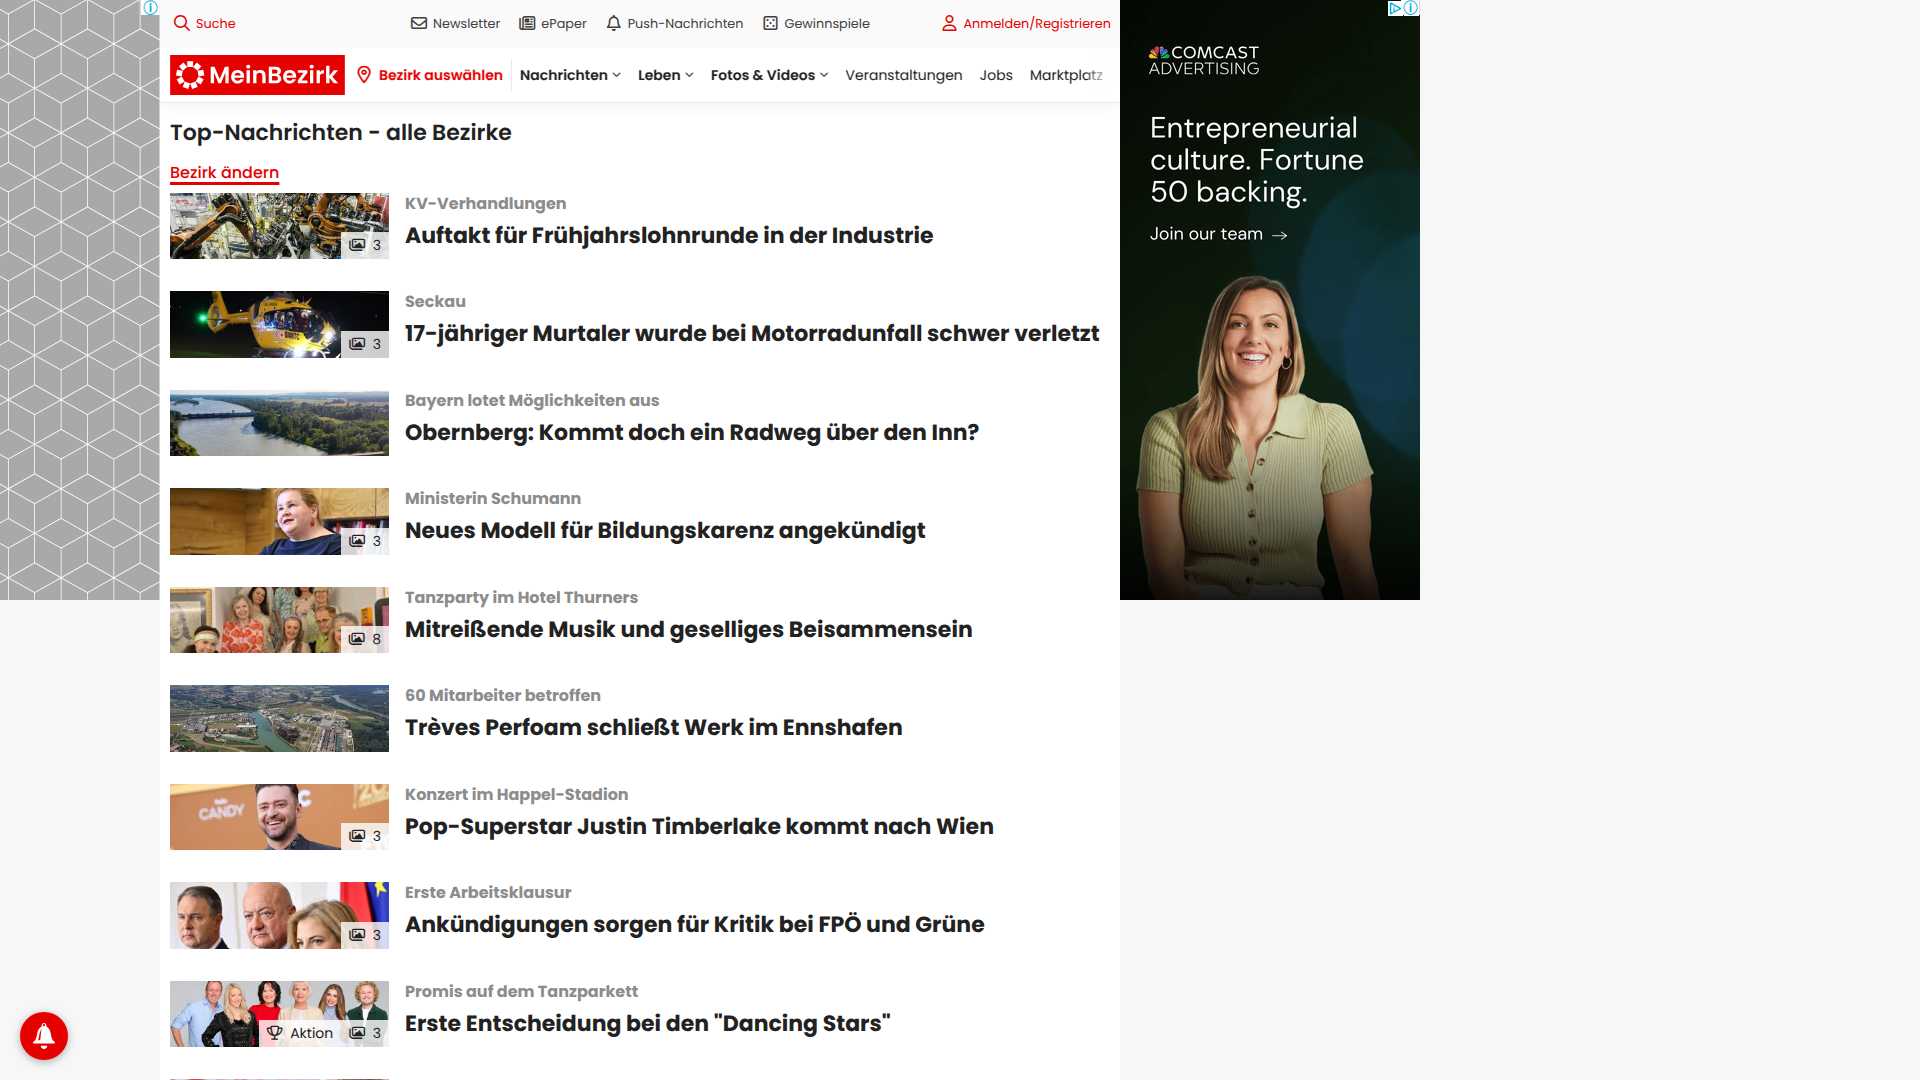 Suche
Newsletter
ePaper
Push-Nachrichten
Gewinnspiele
Anmelden/Registrieren
MeinBezirk
Bezirk auswählen
Nachrichten
Leben
Fotos & Videos
Veranstaltungen
Jobs
Marktplatz
Top-Nachrichten - alle Bezirke
Bezirk ändern
3
KV-Verhandlungen
Auftakt für Frühjahrslohnrunde in der Industrie
3
Seckau
17-jähriger Murtaler wurde bei Motorradunfall schwer verletzt
Bayern lotet Möglichkeiten aus
Obernberg: Kommt doch ein Radweg über den Inn?
3
Ministerin Schumann
Neues Modell für Bildungskarenz angekündigt
8
Tanzparty im Hotel Thurners
Mitreißende Musik und geselliges Beisammensein
60 Mitarbeiter betroffen
Trèves Perfoam schließt Werk im Ennshafen
CANDY
3
Konzert im Happel-Stadion
Pop-Superstar Justin Timberlake kommt nach Wien
3
Erste Arbeitsklausur
Ankündigungen sorgen für Kritik bei FPÖ und Grüne
Aktion 3
Promis auf dem Tanzparkett
Erste Entscheidung bei den "Dancing Stars"
COMCAST
ADVERTISING
Entrepreneurial
culture. Fortune
50 backing.
Join our team →